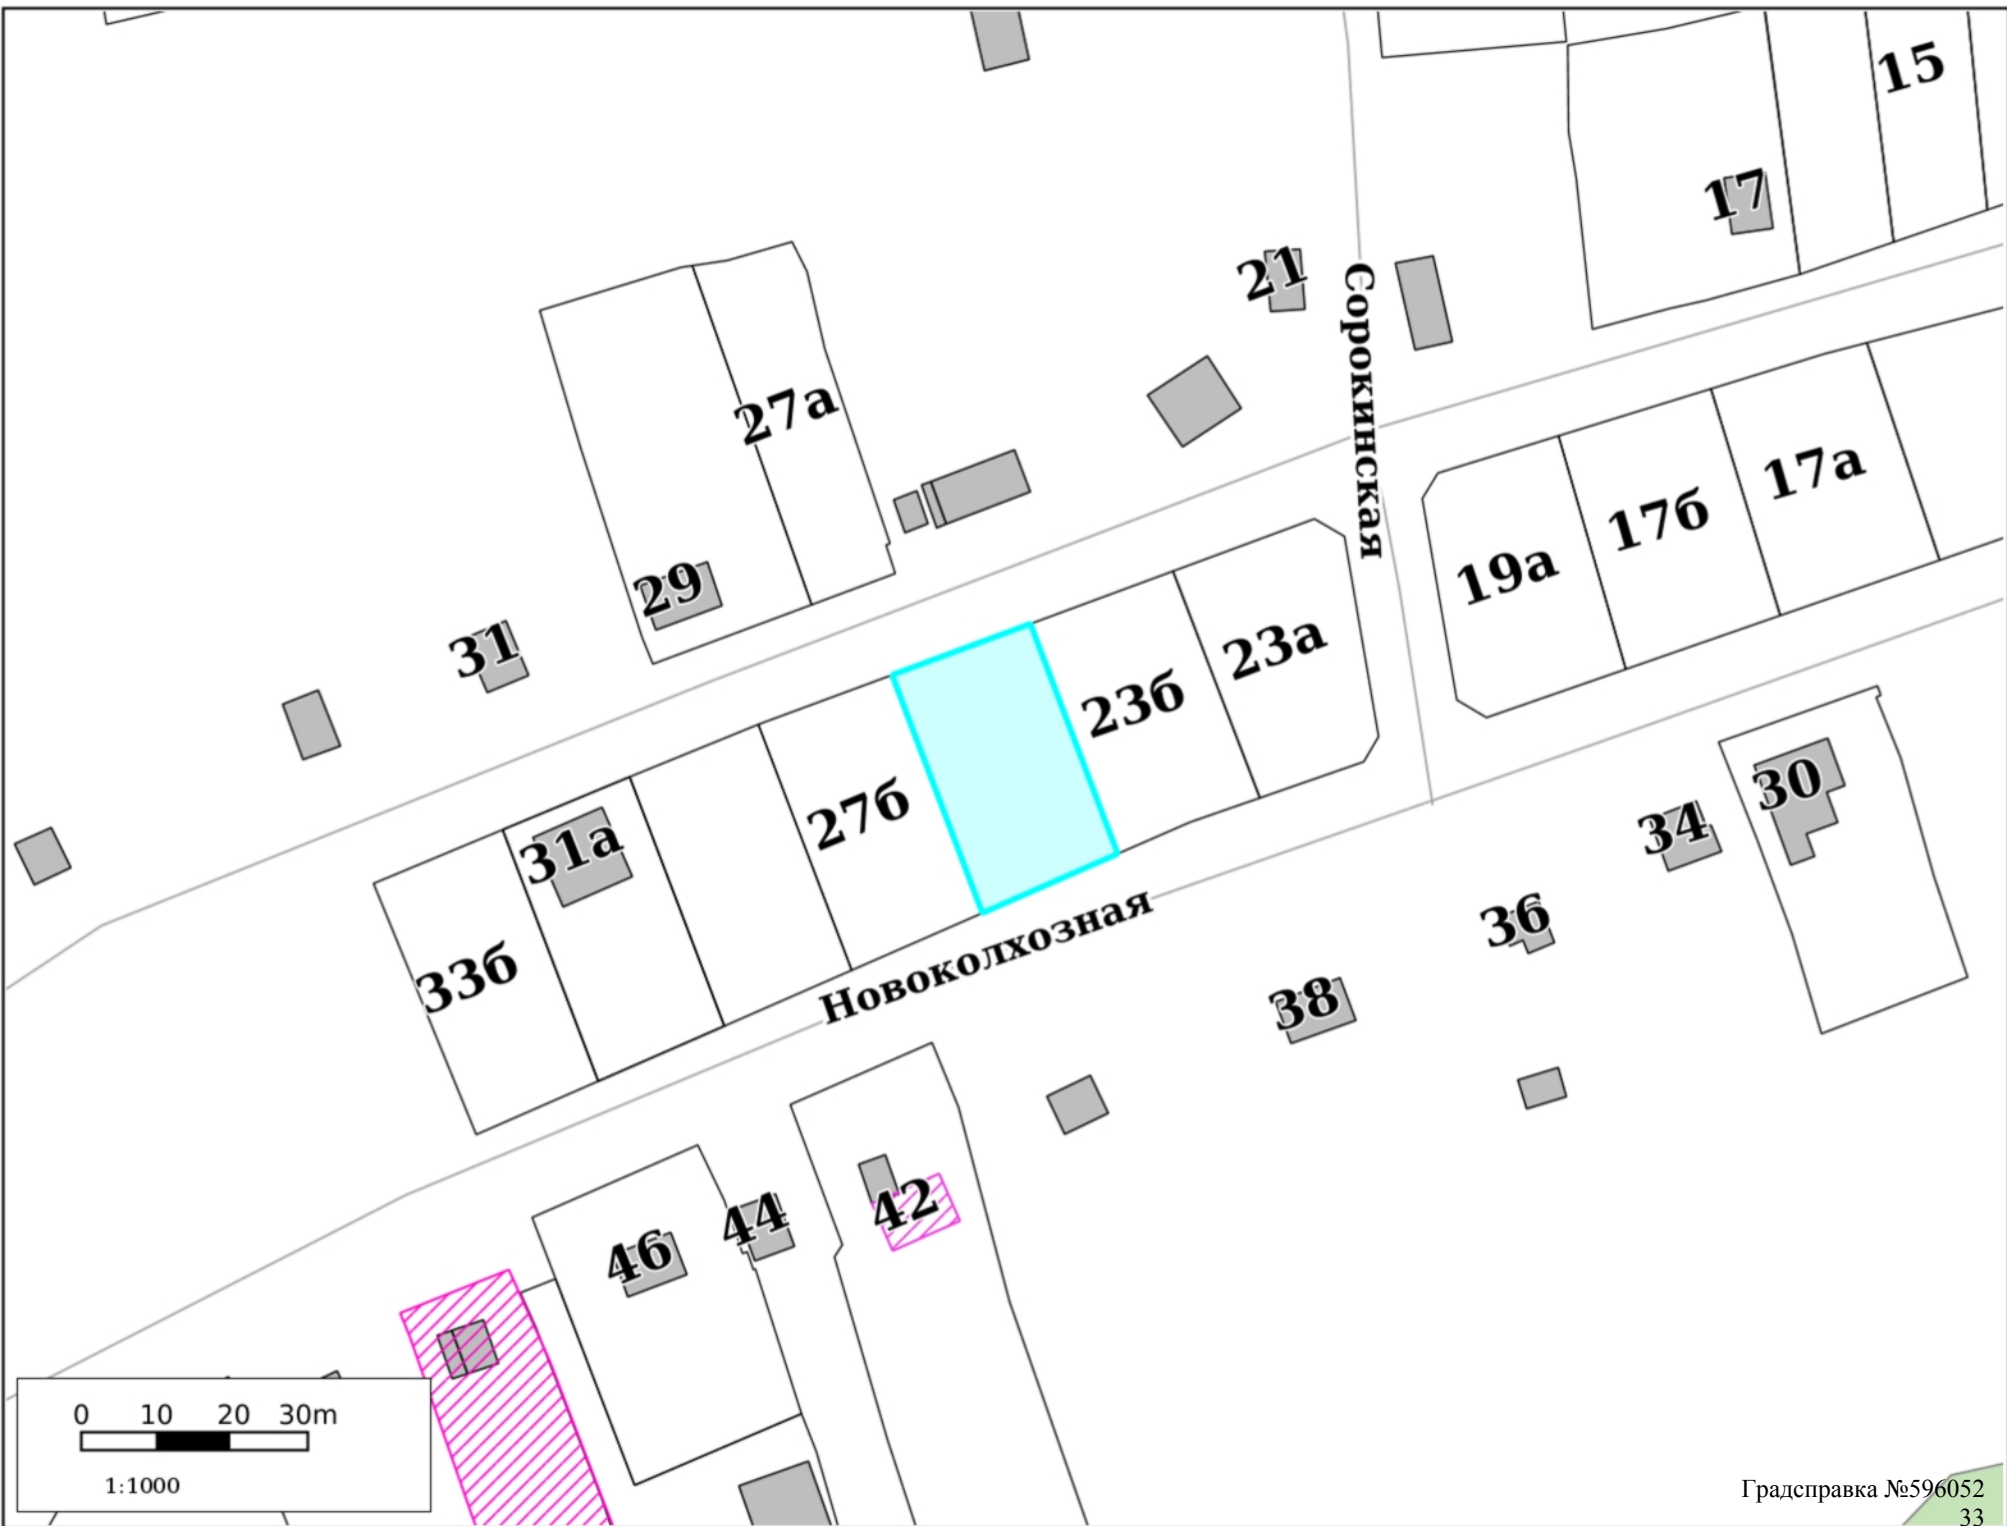 15
17
21
Сорокинская
27а
17а
17б
19а
29
31
23а
23б
27б
30
34
31а
36
33б
Новоколхозная
38
42
44
46
0 10 20 30m
1:1000
Градсправка №596052
33